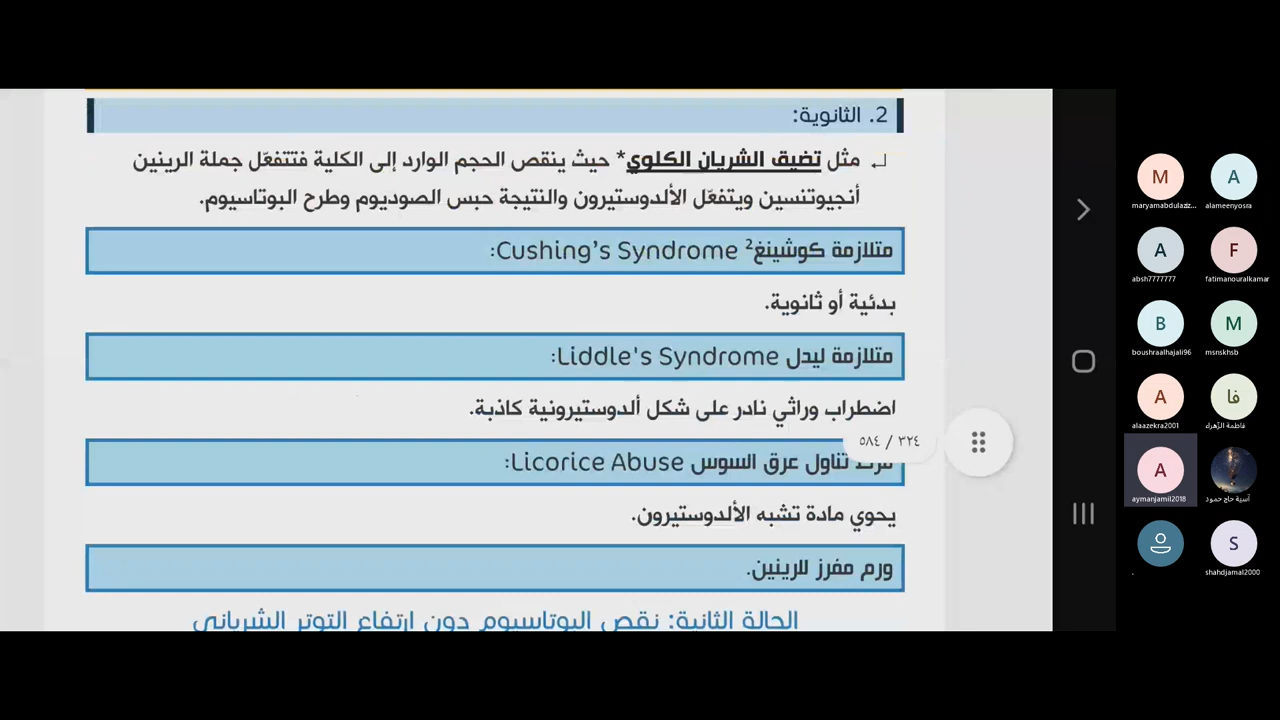 2. الثانوية:
مثل تضيق الشريان الكلوي* حيث ينقص الحجم الوارد إلى الكلية فتتفعّل جملة الرينين
أنجيوتنسين ويتفعّل الألدوستيرون والنتيجة حبس الصوديوم وطرح البوتاسيوم.
متلازمة كوشينغ² Cushing's Syndrome:
بدئية أو ثانوية.
متلازمة ليدل Liddle's Syndrome:
اضطراب وراثي نادر على شكل ألدوستيرونية كاذبة.
٣٢٤ / ٥٨٤
تناول عرق السوس Licorice Abuse:
يحوي مادة تشبه الألدوستيرون.
ورم مفرز للرينين.
الحالة الثانية: نقص البوتاسيوم دون ارتفاع التوتر الشرياني
M
maryamabdulaziz...
A
alameenyosra
A
absh7777777
F
fatimanouralkamar
B
boushraalhajali96
M
msnskhsb
A
alaazekra2001
فا
فاطمة الزهراء
A
aymanjamil2018
آسية حاج حمود
.
S
shahdjamal2000